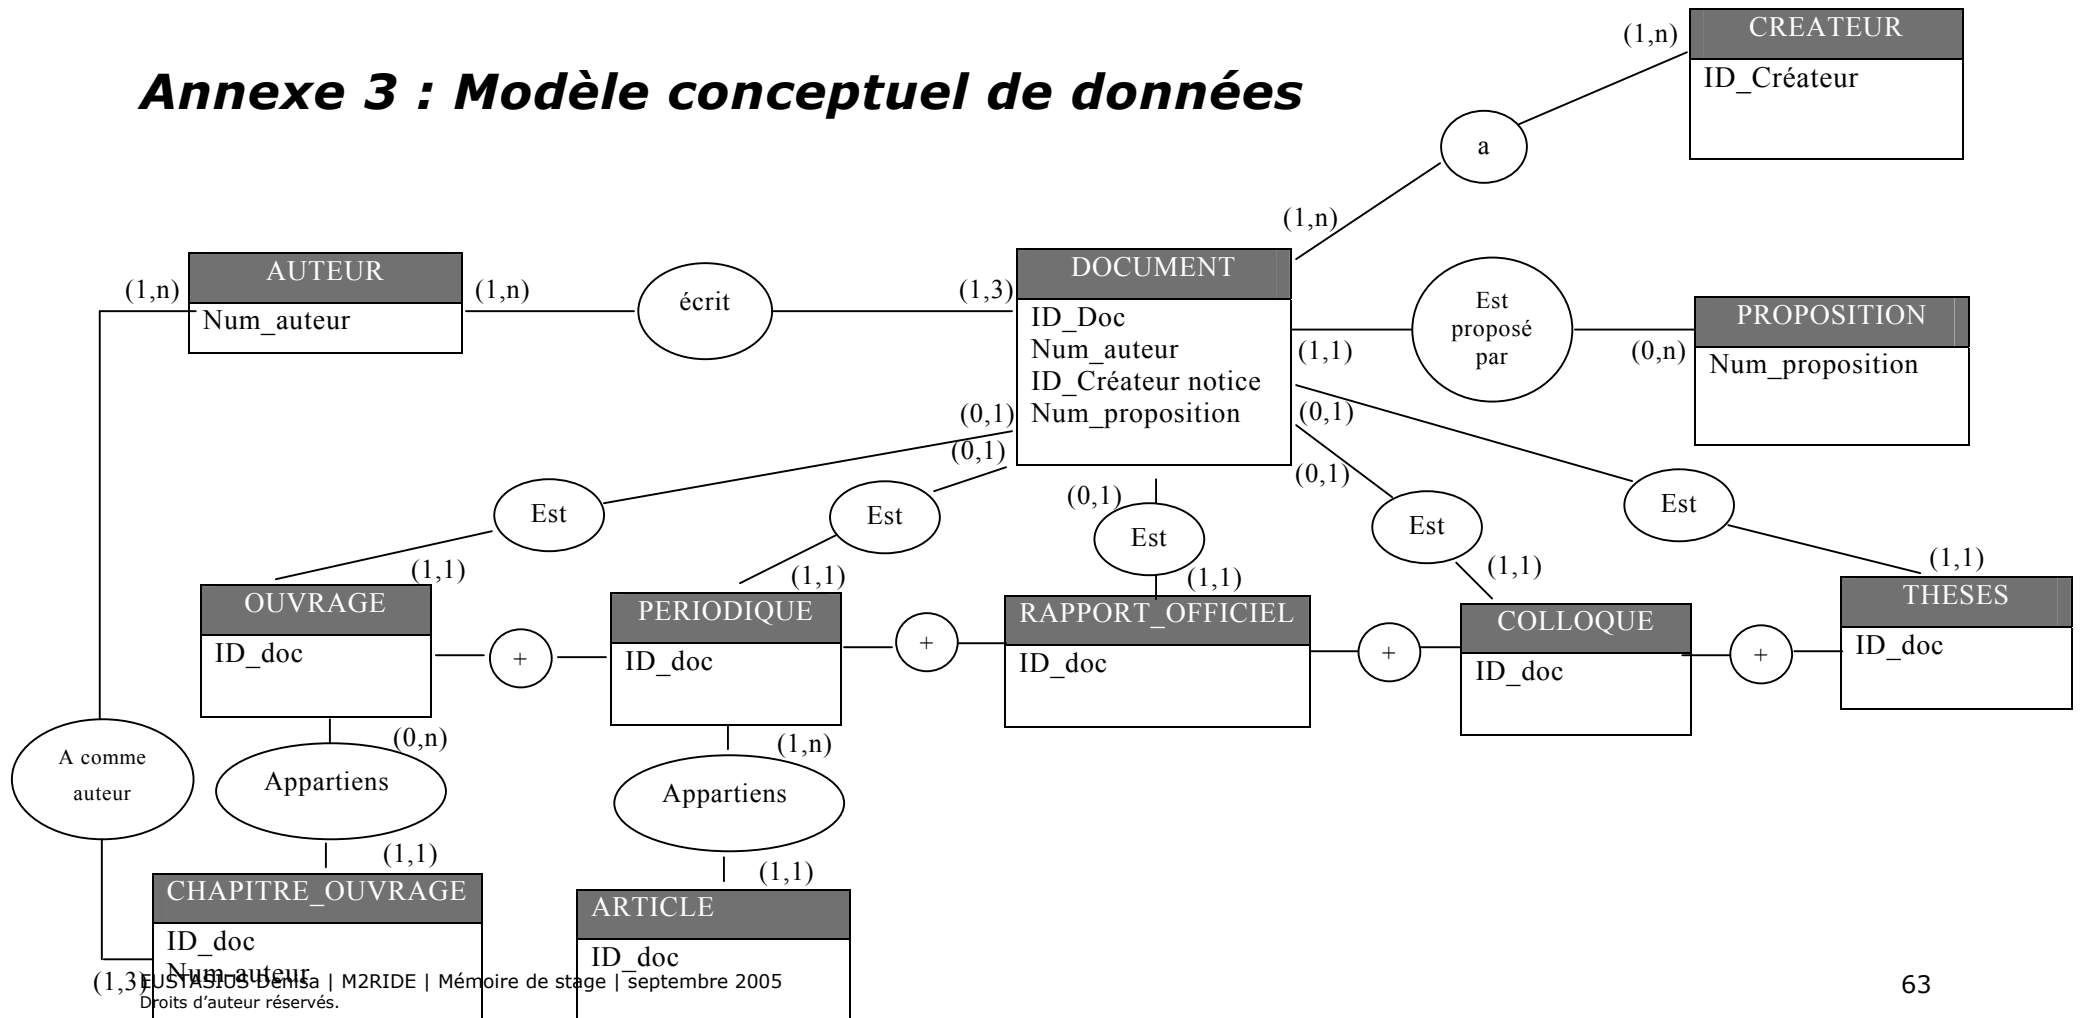 Annexe 3 : Modèle conceptuel de données
(1,n)
CREATEUR
ID_Créateur
a
(1,n)
(1,n)
AUTEUR
Num_auteur
(1,n)
écrit
(1,3)
DOCUMENT
ID_Doc
Num_auteur
ID_Créateur notice
Num_proposition
(1,1)
Est
proposé
par
(0,n)
PROPOSITION
Num_proposition
(0,1)
(0,1)
(0,1)
(0,1)
(0,1)
Est
Est
Est
Est
Est
(1,1)
(1,1)
(1,1)
(1,1)
(1,1)
OUVRAGE
ID_doc
+
PERIODIQUE
ID_doc
+
RAPPORT_OFFICIEL
ID_doc
+
COLLOQUE
ID_doc
+
THESES
ID_doc
(0,n)
(1,n)
A comme
auteur
Appartiens
Appartiens
(1,1)
(1,1)
CHAPITRE_OUVRAGE
ID_doc
Num-auteur
(1,3)
ARTICLE
ID_doc
EUSTASIUS Denisa | M2RIDE | Mémoire de stage | septembre 2005
63
Droits d'auteur réservés.